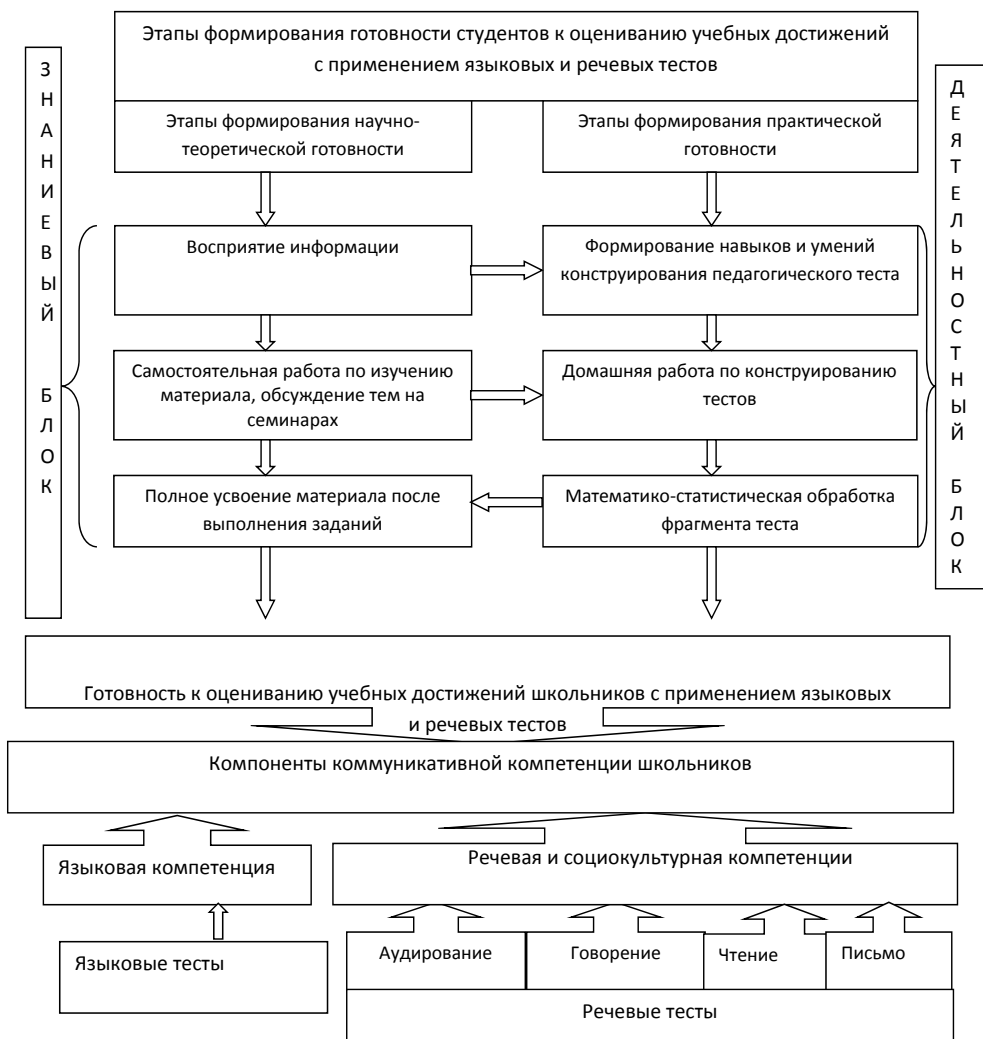 Этапы формирования готовности студентов к оцениванию учебных достижений
с применением языковых и речевых тестов
ЗНАНИЕВЫЙ БЛОК
ДЕЯТЕЛЬНОСТНЫЙ БЛОК
Этапы формирования научно-
теоретической готовности
Этапы формирования практической
готовности
Восприятие информации
Формирование навыков и умений
конструирования педагогического теста
Самостоятельная работа по изучению
материала, обсуждение тем на
семинарах
Домашняя работа по конструированию
тестов
Полное усвоение материала после
выполнения заданий
Математико-статистическая обработка
фрагмента теста
Готовность к оцениванию учебных достижений школьников с применением языковых
и речевых тестов
Компоненты коммуникативной компетенции школьников
Языковая компетенция
Речевая и социокультурная компетенции
Языковые тесты
Аудирование
Говорение
Чтение
Письмо
Речевые тесты